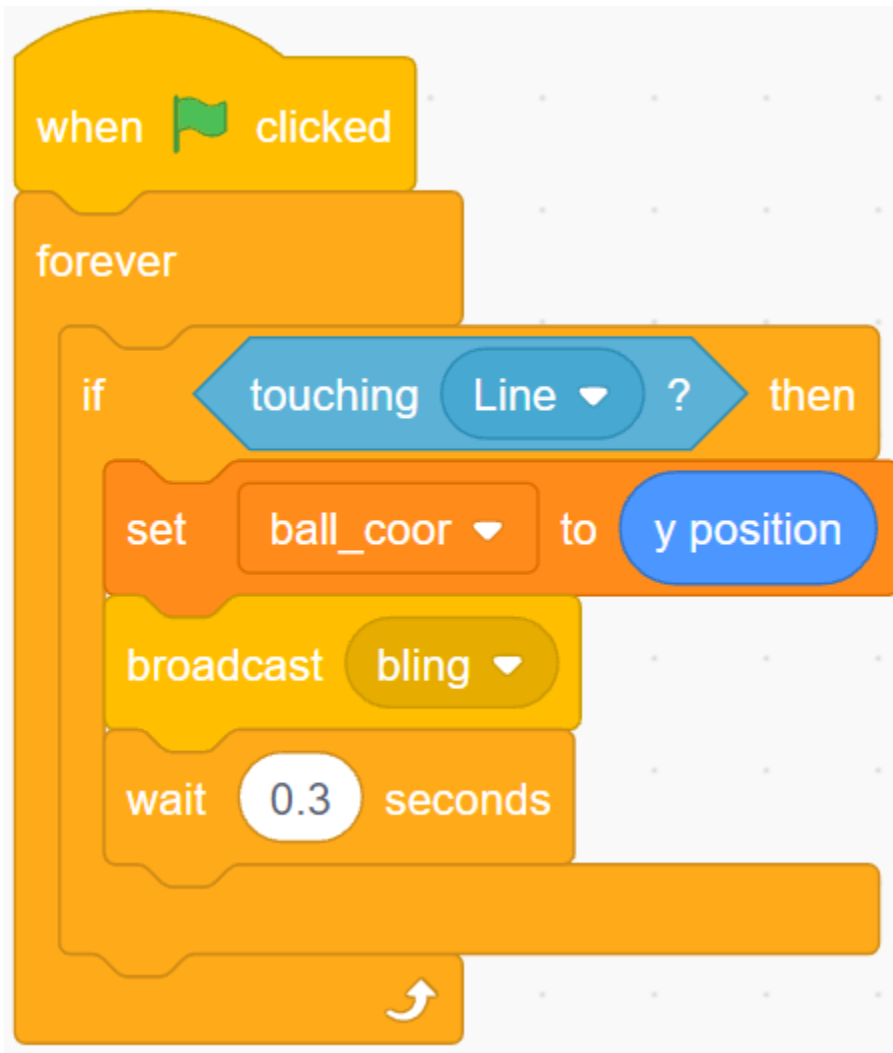 when clicked
forever
if touching Line ? then
set ball_coor to y position
broadcast bling
wait 0.3 seconds